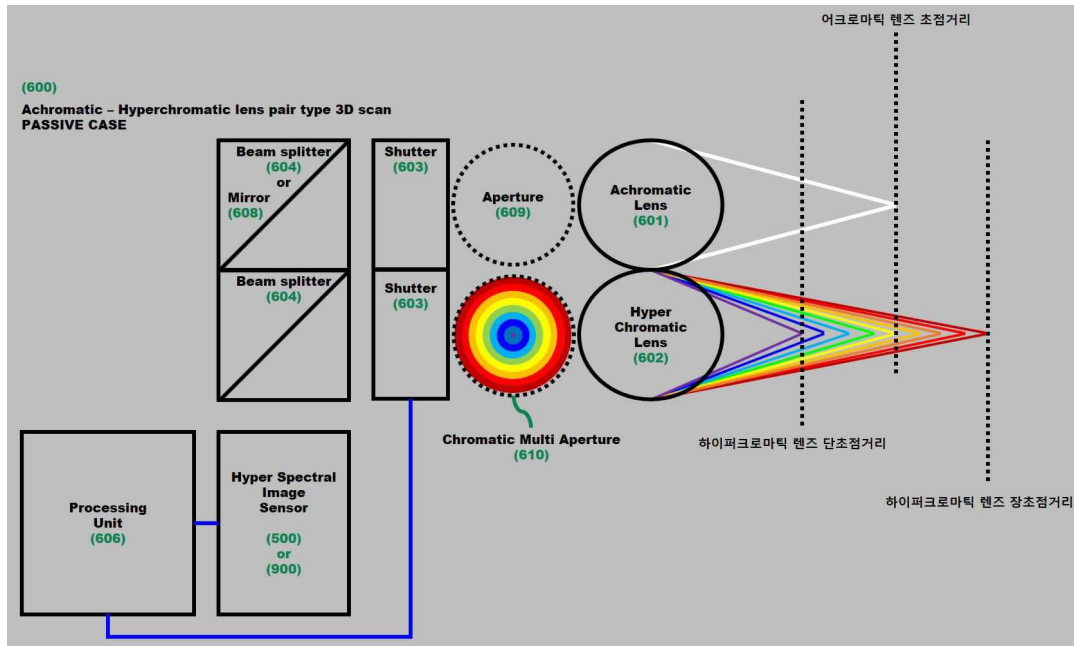 어크로마틱 렌즈 초점거리
(600)
Achromatic – Hyperchromatic lens pair type 3D scan
PASSIVE CASE
Beam splitter
(604)
or
Mirror
(608)
Shutter
(603)
Aperture
(609)
Achromatic
Lens
(601)
Beam splitter
(604)
Shutter
(603)
Hyper
Chromatic
Lens
(602)
Chromatic Multi Aperture
(610)
하이퍼크로마틱 렌즈 단초점거리
하이퍼크로마틱 렌즈 장초점거리
Processing
Unit
(606)
Hyper Spectral
Image
Sensor
(500)
or
(900)